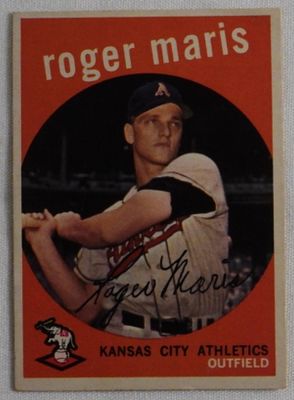 roger maris
A
Roger Maris
KANSAS CITY ATHLETICS
OUTFIELD